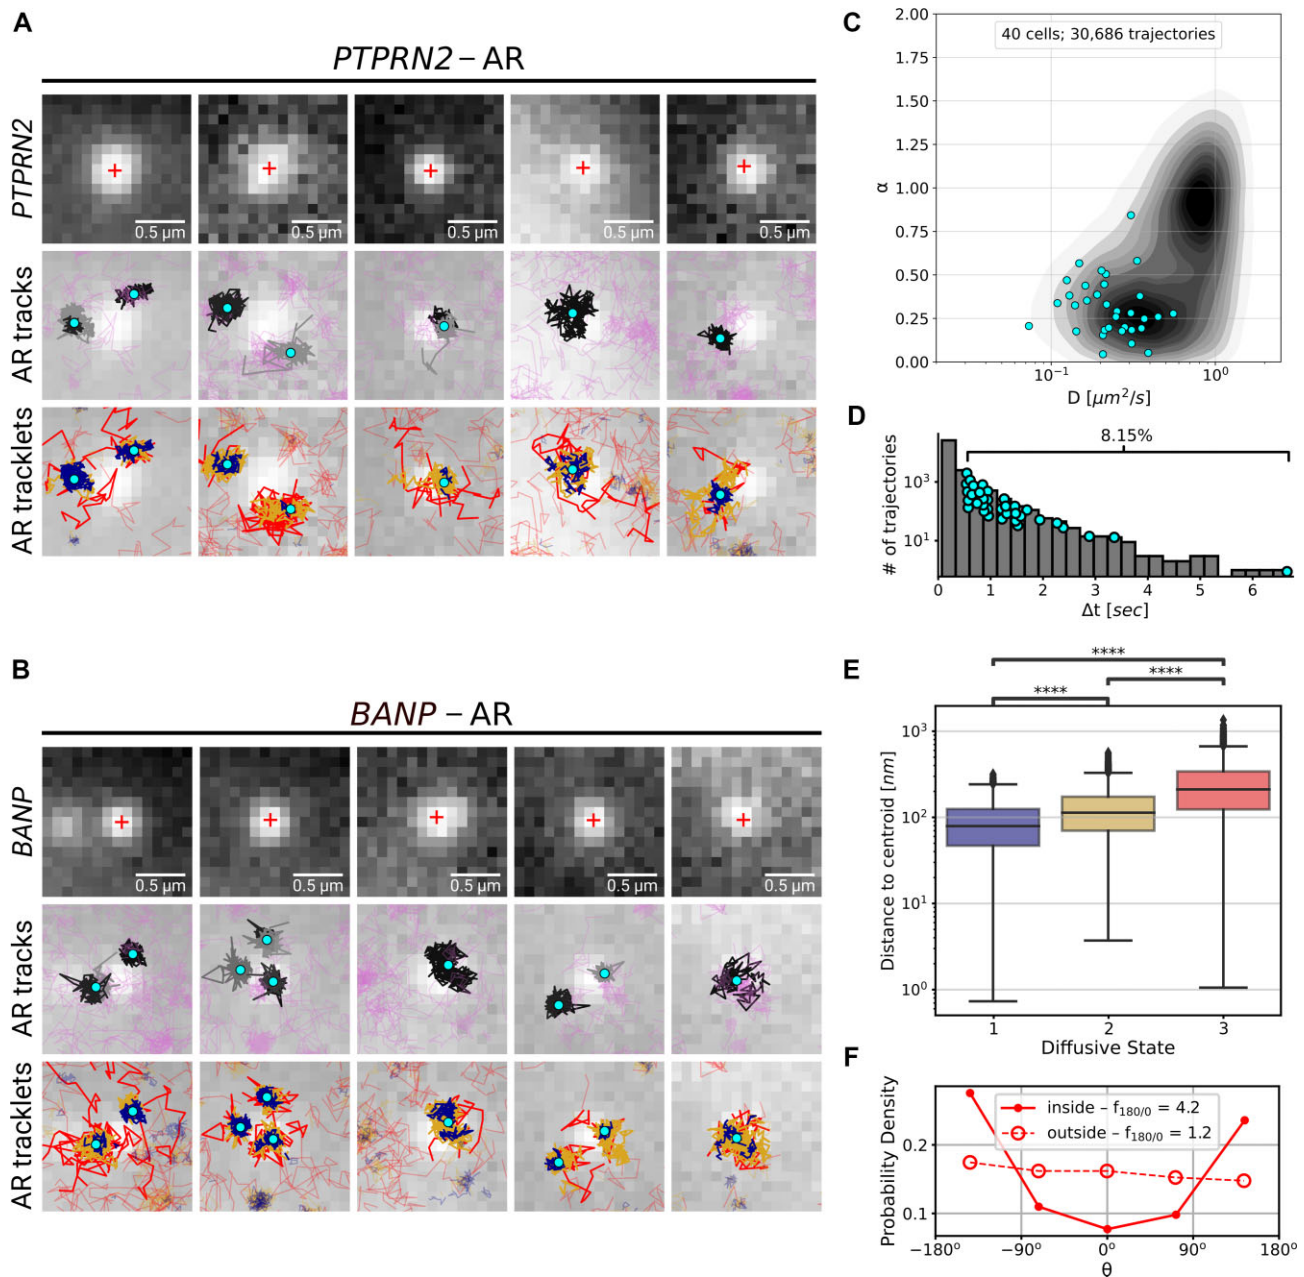 A
PTPRN2 – AR
PTPRN2
0.5 µm
0.5 µm
0.5 µm
0.5 µm
0.5 µm
AR tracks
AR tracklets
B
BANP – AR
BANP
0.5 µm
0.5 µm
0.5 µm
0.5 µm
0.5 µm
AR tracks
AR tracklets
C
40 cells; 30,686 trajectories
α
2.00
1.75
1.50
1.25
1.00
0.75
0.50
0.25
0.00
10⁻¹
10⁰
D [µm²/s]
D
8.15%
# of trajectories
10³
10¹
0 1 2 3 4 5 6
Δt [sec]
E
****
**** ****
Distance to centroid [nm]
10³
10²
10¹
10⁰
1 2 3
Diffusive State
F
Probability Density
0.2
0.1
inside – f180/0 = 4.2
outside – f180/0 = 1.2
−180° −90° 0° 90° 180°
θ